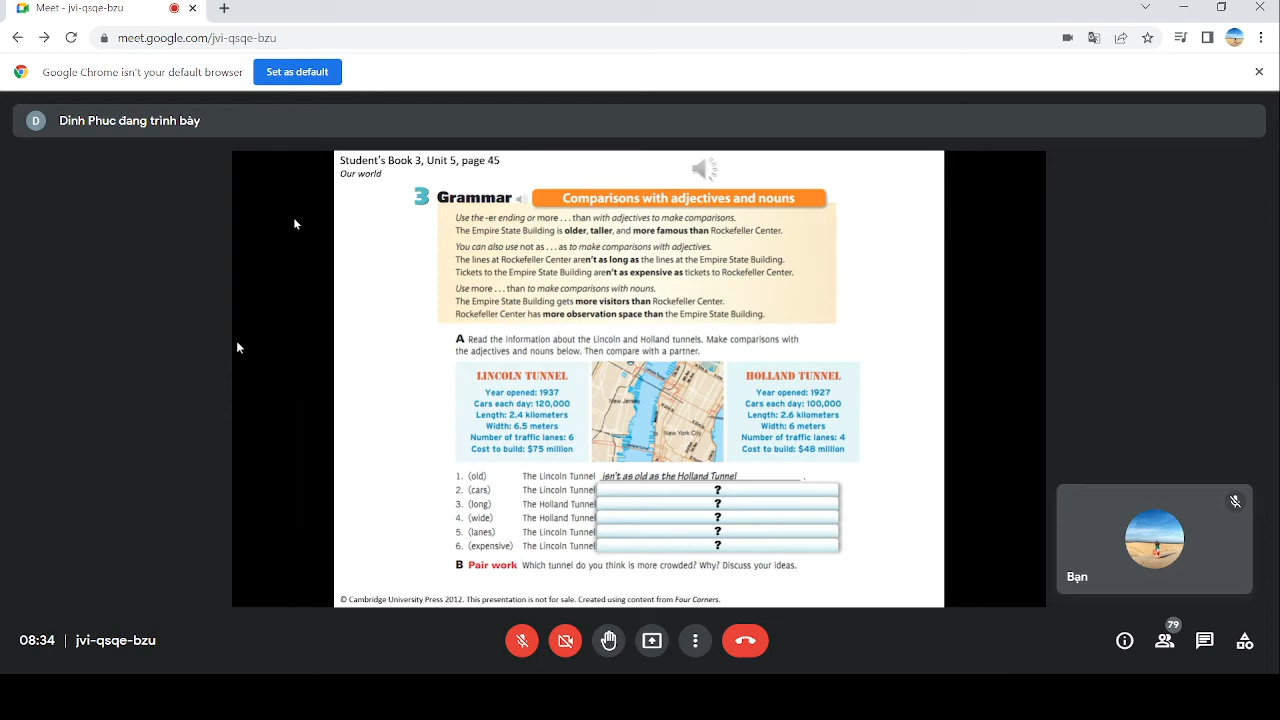 Meet - jvi-qsqe-bzu
meet.google.com/jvi-qsqe-bzu
Google Chrome isn't your default browser
Set as default
D
Dinh Phuc đang trình bày
Student's Book 3, Unit 5, page 45
Our world
3 Grammar
Comparisons with adjectives and nouns
Use the -er ending or more . . . than with adjectives to make comparisons.
The Empire State Building is older, taller, and more famous than Rockefeller Center.
You can also use not as . . . as to make comparisons with adjectives.
The lines at Rockefeller Center aren't as long as the lines at the Empire State Building.
Tickets to the Empire State Building aren't as expensive as tickets to Rockefeller Center.
Use more . . . than to make comparisons with nouns.
The Empire State Building gets more visitors than Rockefeller Center.
Rockefeller Center has more observation space than the Empire State Building.
A Read the information about the Lincoln and Holland tunnels. Make comparisons with
the adjectives and nouns below. Then compare with a partner.
LINCOLN TUNNEL
Year opened: 1937
Cars each day: 120,000
Length: 2.4 kilometers
Width: 6.5 meters
Number of traffic lanes: 6
Cost to build: $75 million
New Jersey
New York City
HOLLAND TUNNEL
Year opened: 1927
Cars each day: 100,000
Length: 2.6 kilometers
Width: 6 meters
Number of traffic lanes: 4
Cost to build: $48 million
1. (old) The Lincoln Tunnel isn't as old as the Holland Tunnel .
2. (cars) The Lincoln Tunnel ?
3. (long) The Holland Tunnel ?
4. (wide) The Holland Tunnel ?
5. (lanes) The Lincoln Tunnel ?
6. (expensive) The Lincoln Tunnel ?
B Pair work Which tunnel do you think is more crowded? Why? Discuss your ideas.
© Cambridge University Press 2012. This presentation is not for sale. Created using content from Four Corners.
Bạn
08:34 | jvi-qsqe-bzu
79